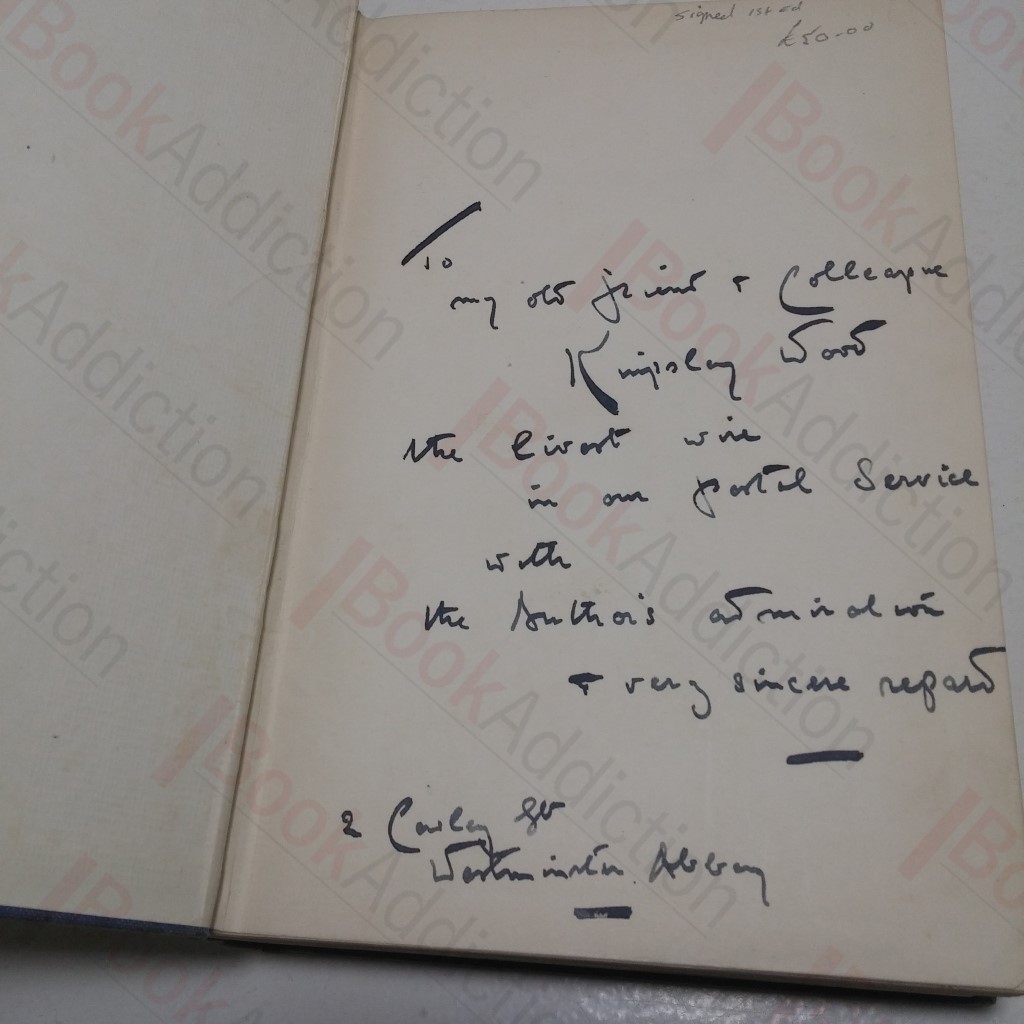 Signed 1st ed
£50-00
To
my old friend + Colleague
Kingsley Wood
the livest wire
in our postal Service
with
the Author's admiration
+ very sincere regard
2 Cowley St
Westminster Abbey
BookAddiction